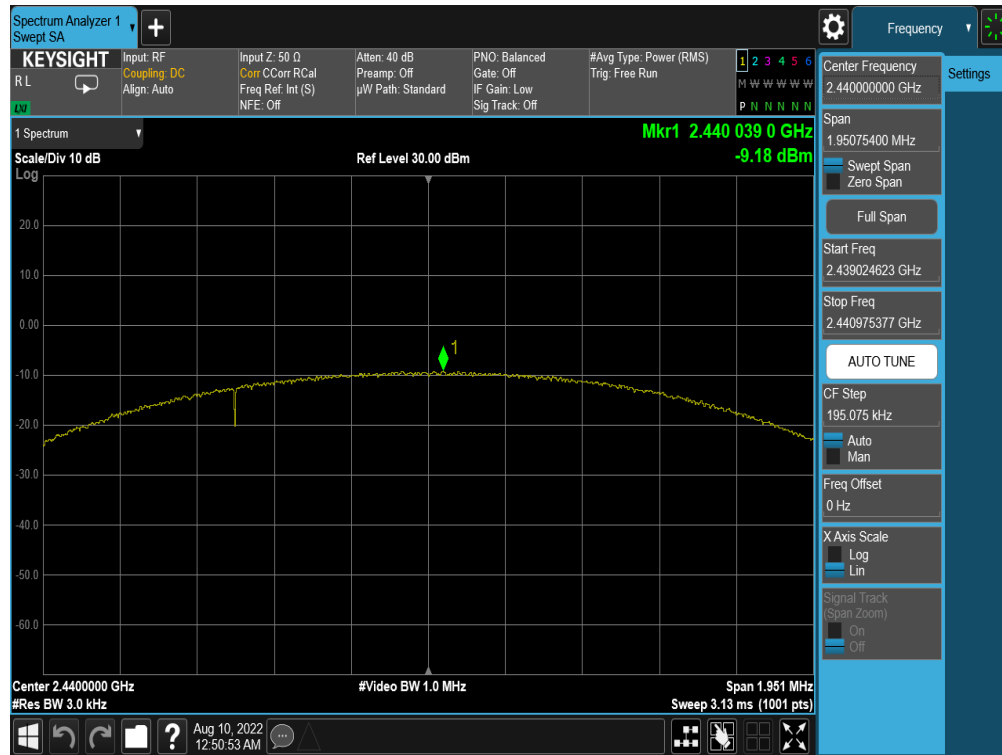 Spectrum Analyzer 1
Swept SA
Frequency
KEYSIGHT
R L
LXI
Input: RF
Coupling: DC
Align: Auto
Input Z: 50 Ω
Corr CCorr RCal
Freq Ref: Int (S)
NFE: Off
Atten: 40 dB
Preamp: Off
µW Path: Standard
PNO: Balanced
Gate: Off
IF Gain: Low
Sig Track: Off
#Avg Type: Power (RMS)
Trig: Free Run
1 2 3 4 5 6
M W W W W W
P N N N N N
Center Frequency
2.440000000 GHz
Settings
Span
1.95075400 MHz
Swept Span
Zero Span
Full Span
Start Freq
2.439024623 GHz
Stop Freq
2.440975377 GHz
AUTO TUNE
CF Step
195.075 kHz
Auto
Man
Freq Offset
0 Hz
X Axis Scale
Log
Lin
Signal Track
(Span Zoom)
On
Off
1 Spectrum
Mkr1 2.440 039 0 GHz
Scale/Div 10 dB
Ref Level 30.00 dBm
-9.18 dBm
Log
20.0
10.0
0.00
1
-10.0
-20.0
-30.0
-40.0
-50.0
-60.0
Center 2.4400000 GHz
#Video BW 1.0 MHz
Span 1.951 MHz
#Res BW 3.0 kHz
Sweep 3.13 ms (1001 pts)
?
Aug 10, 2022
12:50:53 AM